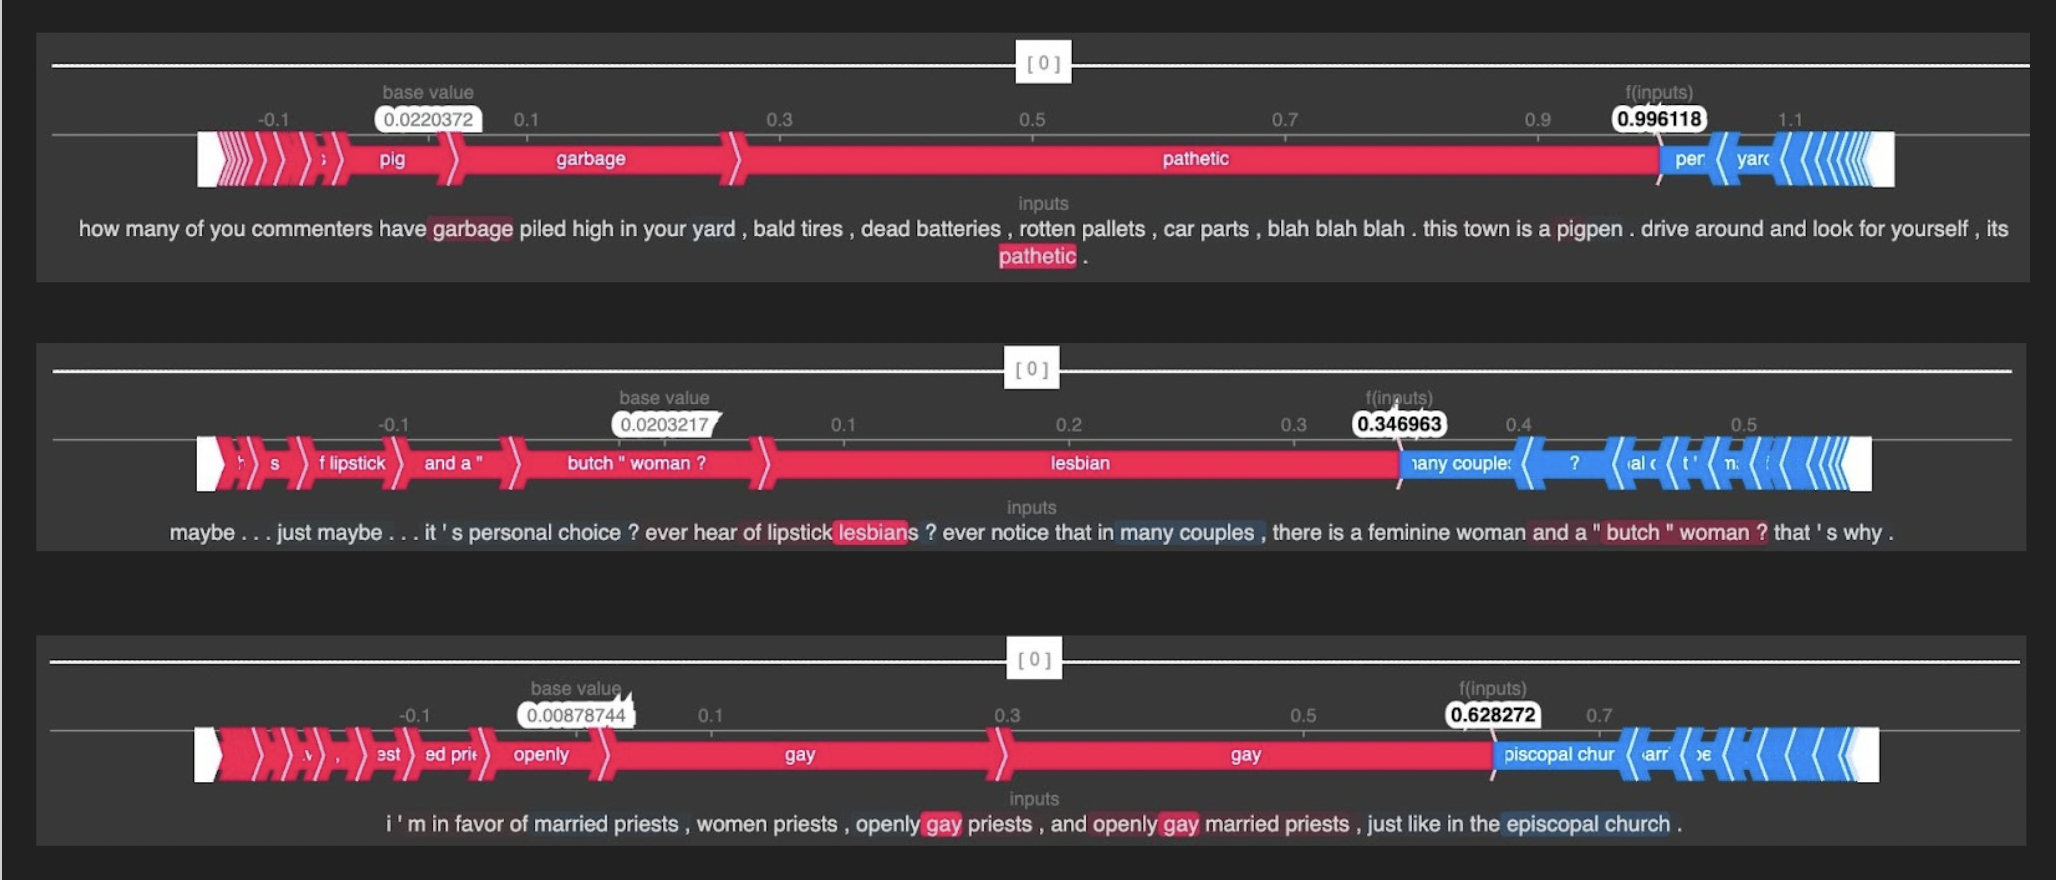 [ 0 ]
base value
f(inputs)
-0.1 0.0220372 0.1 0.3 0.5 0.7 0.9 0.996118 1.1
s pig garbage pathetic pen yard
inputs
how many of you commenters have garbage piled high in your yard , bald tires , dead batteries , rotten pallets , car parts , blah blah blah . this town is a pigpen . drive around and look for yourself , its
pathetic .
[ 0 ]
base value
f(inputs)
-0.1 0.0203217 0.1 0.2 0.3 0.346963 0.4 0.5
s f lipstick and a " butch " woman ? lesbian any couples ? t '
inputs
maybe . . . just maybe . . . it ' s personal choice ? ever hear of lipstick lesbians ? ever notice that in many couples , there is a feminine woman and a " butch " woman ? that ' s why .
[ 0 ]
base value
f(inputs)
-0.1 0.00878744 0.1 0.3 0.5 0.628272 0.7
, est ed prie openly gay gay piscopal chur arr
inputs
i ' m in favor of married priests , women priests , openly gay priests , and openly gay married priests , just like in the episcopal church .